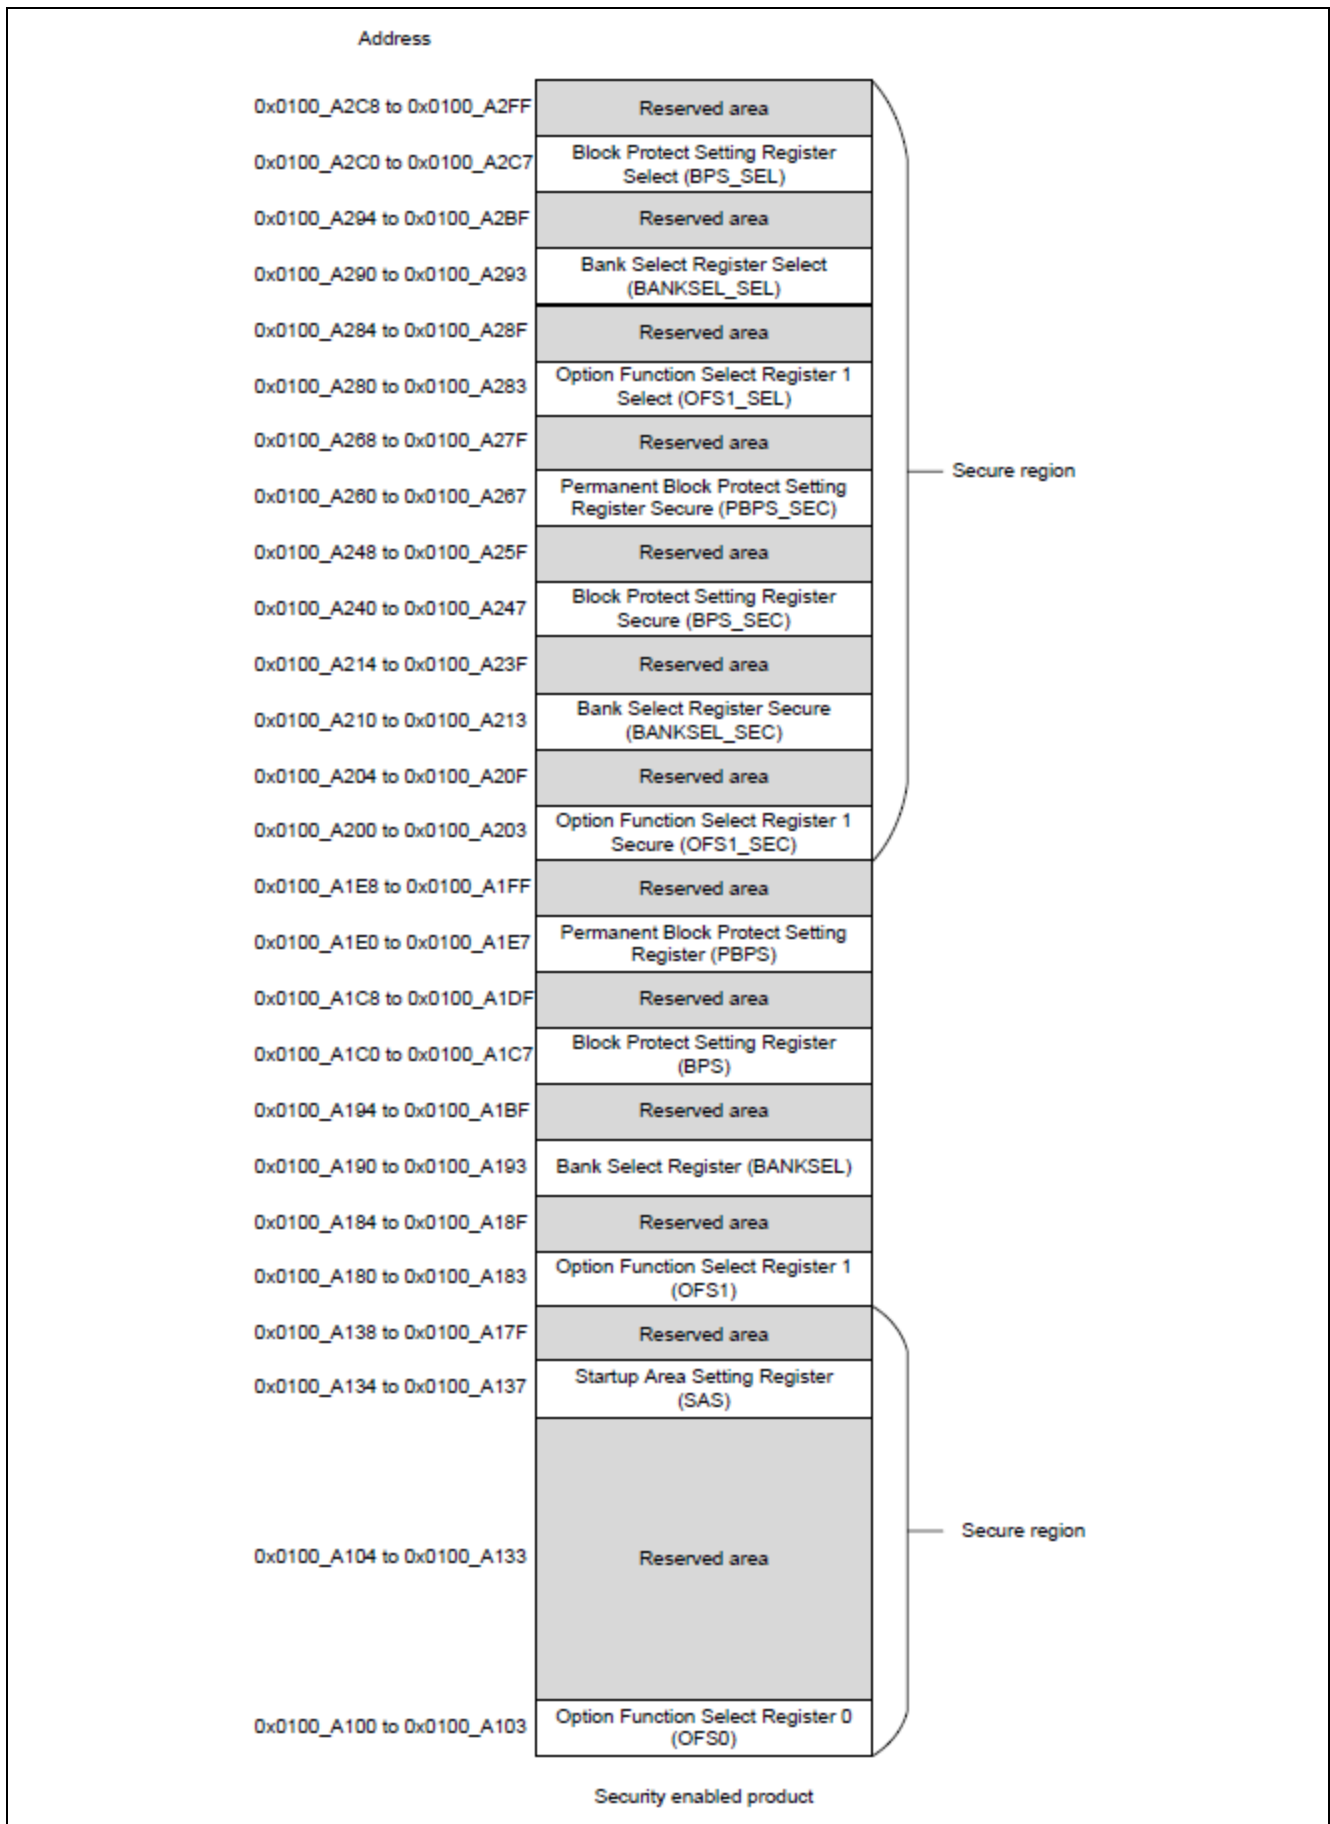 Address
0x0100_A2C8 to 0x0100_A2FF
Reserved area
0x0100_A2C0 to 0x0100_A2C7
Block Protect Setting Register
Select (BPS_SEL)
0x0100_A294 to 0x0100_A2BF
Reserved area
0x0100_A290 to 0x0100_A293
Bank Select Register Select
(BANKSEL_SEL)
0x0100_A284 to 0x0100_A28F
Reserved area
0x0100_A280 to 0x0100_A283
Option Function Select Register 1
Select (OFS1_SEL)
0x0100_A268 to 0x0100_A27F
Reserved area
Secure region
0x0100_A260 to 0x0100_A267
Permanent Block Protect Setting
Register Secure (PBPS_SEC)
0x0100_A248 to 0x0100_A25F
Reserved area
0x0100_A240 to 0x0100_A247
Block Protect Setting Register
Secure (BPS_SEC)
0x0100_A214 to 0x0100_A23F
Reserved area
0x0100_A210 to 0x0100_A213
Bank Select Register Secure
(BANKSEL_SEC)
0x0100_A204 to 0x0100_A20F
Reserved area
0x0100_A200 to 0x0100_A203
Option Function Select Register 1
Secure (OFS1_SEC)
0x0100_A1E8 to 0x0100_A1FF
Reserved area
0x0100_A1E0 to 0x0100_A1E7
Permanent Block Protect Setting
Register (PBPS)
0x0100_A1C8 to 0x0100_A1DF
Reserved area
0x0100_A1C0 to 0x0100_A1C7
Block Protect Setting Register
(BPS)
0x0100_A194 to 0x0100_A1BF
Reserved area
0x0100_A190 to 0x0100_A193
Bank Select Register (BANKSEL)
0x0100_A184 to 0x0100_A18F
Reserved area
0x0100_A180 to 0x0100_A183
Option Function Select Register 1
(OFS1)
0x0100_A138 to 0x0100_A17F
Reserved area
0x0100_A134 to 0x0100_A137
Startup Area Setting Register
(SAS)
Secure region
0x0100_A104 to 0x0100_A133
Reserved area
0x0100_A100 to 0x0100_A103
Option Function Select Register 0
(OFS0)
Security enabled product